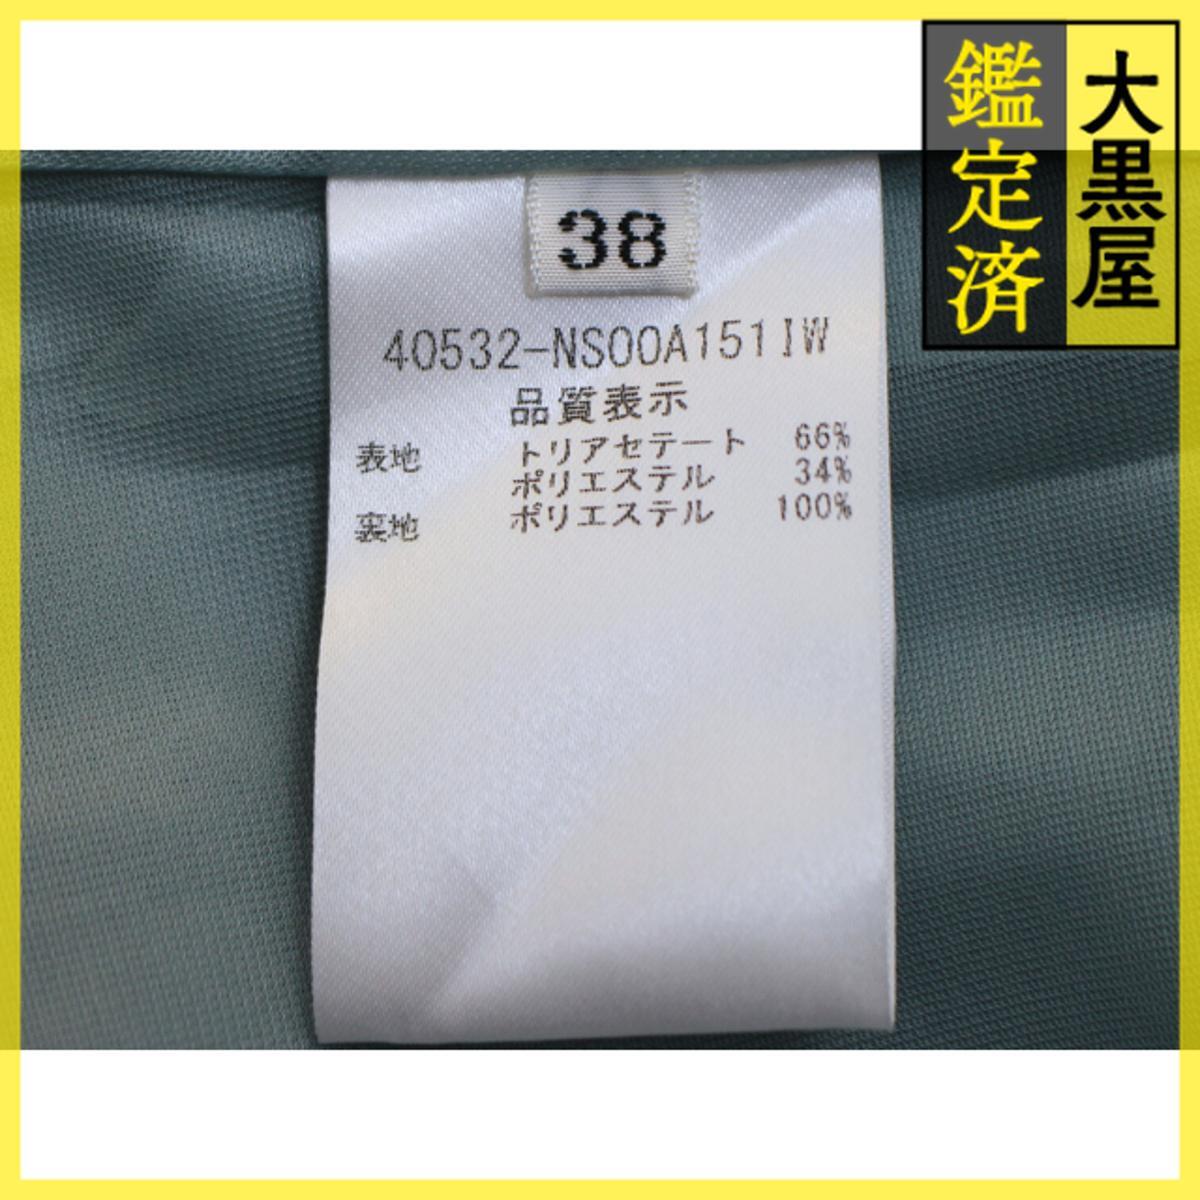 鑑定済
大黒屋
38
40532-NS00A151IW
品質表示
表地 トリアセテート 66%
ポリエステル 34%
裏地 ポリエステル 100%